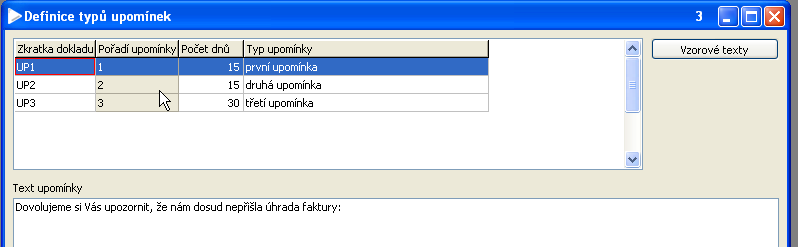 Definice typů upomínek 3
Zkratka dokladu Pořadí upomínky Počet dnů Typ upomínky
UP1 1 15 první upomínka
UP2 2 15 druhá upomínka
UP3 3 30 třetí upomínka
Vzorové texty
Text upomínky
Dovolujeme si Vás upozornit, že nám dosud nepřišla úhrada faktury: